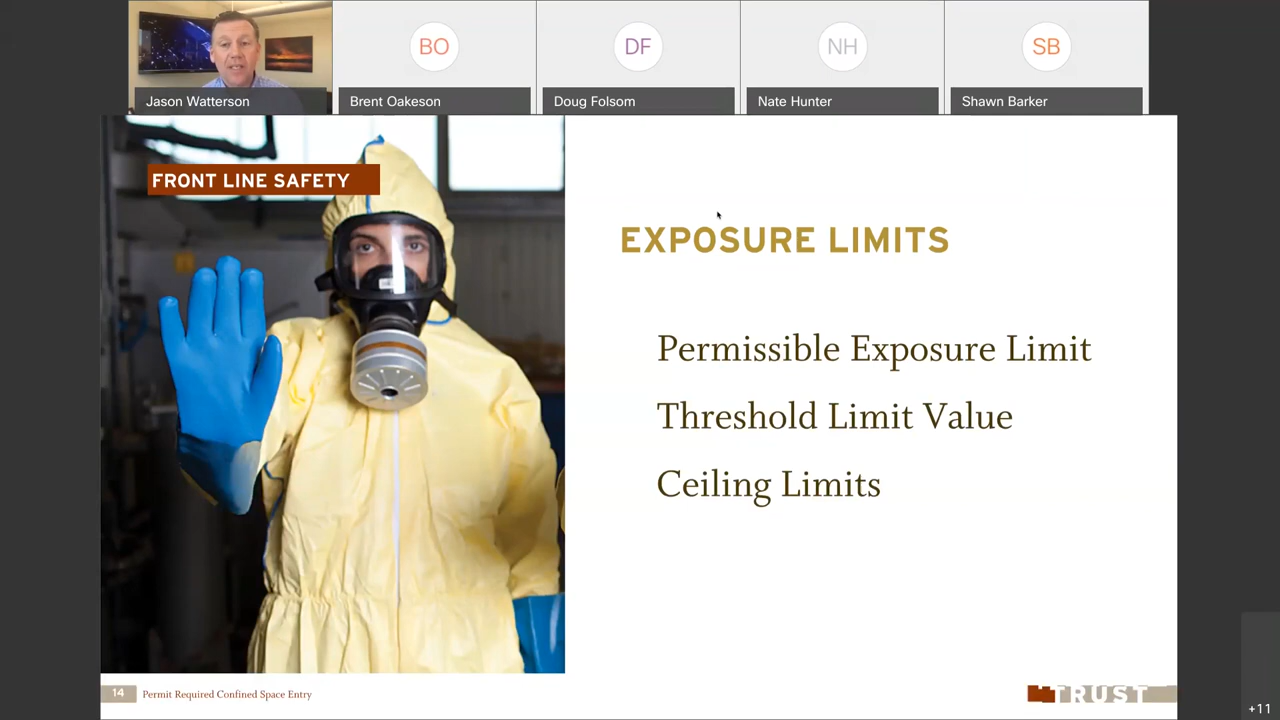 BO
DF
NH
SB
Jason Watterson
Brent Oakeson
Doug Folsom
Nate Hunter
Shawn Barker
FRONT LINE SAFETY
EXPOSURE LIMITS
Permissible Exposure Limit
Threshold Limit Value
Ceiling Limits
14
Permit Required Confined Space Entry
TRUST
+11